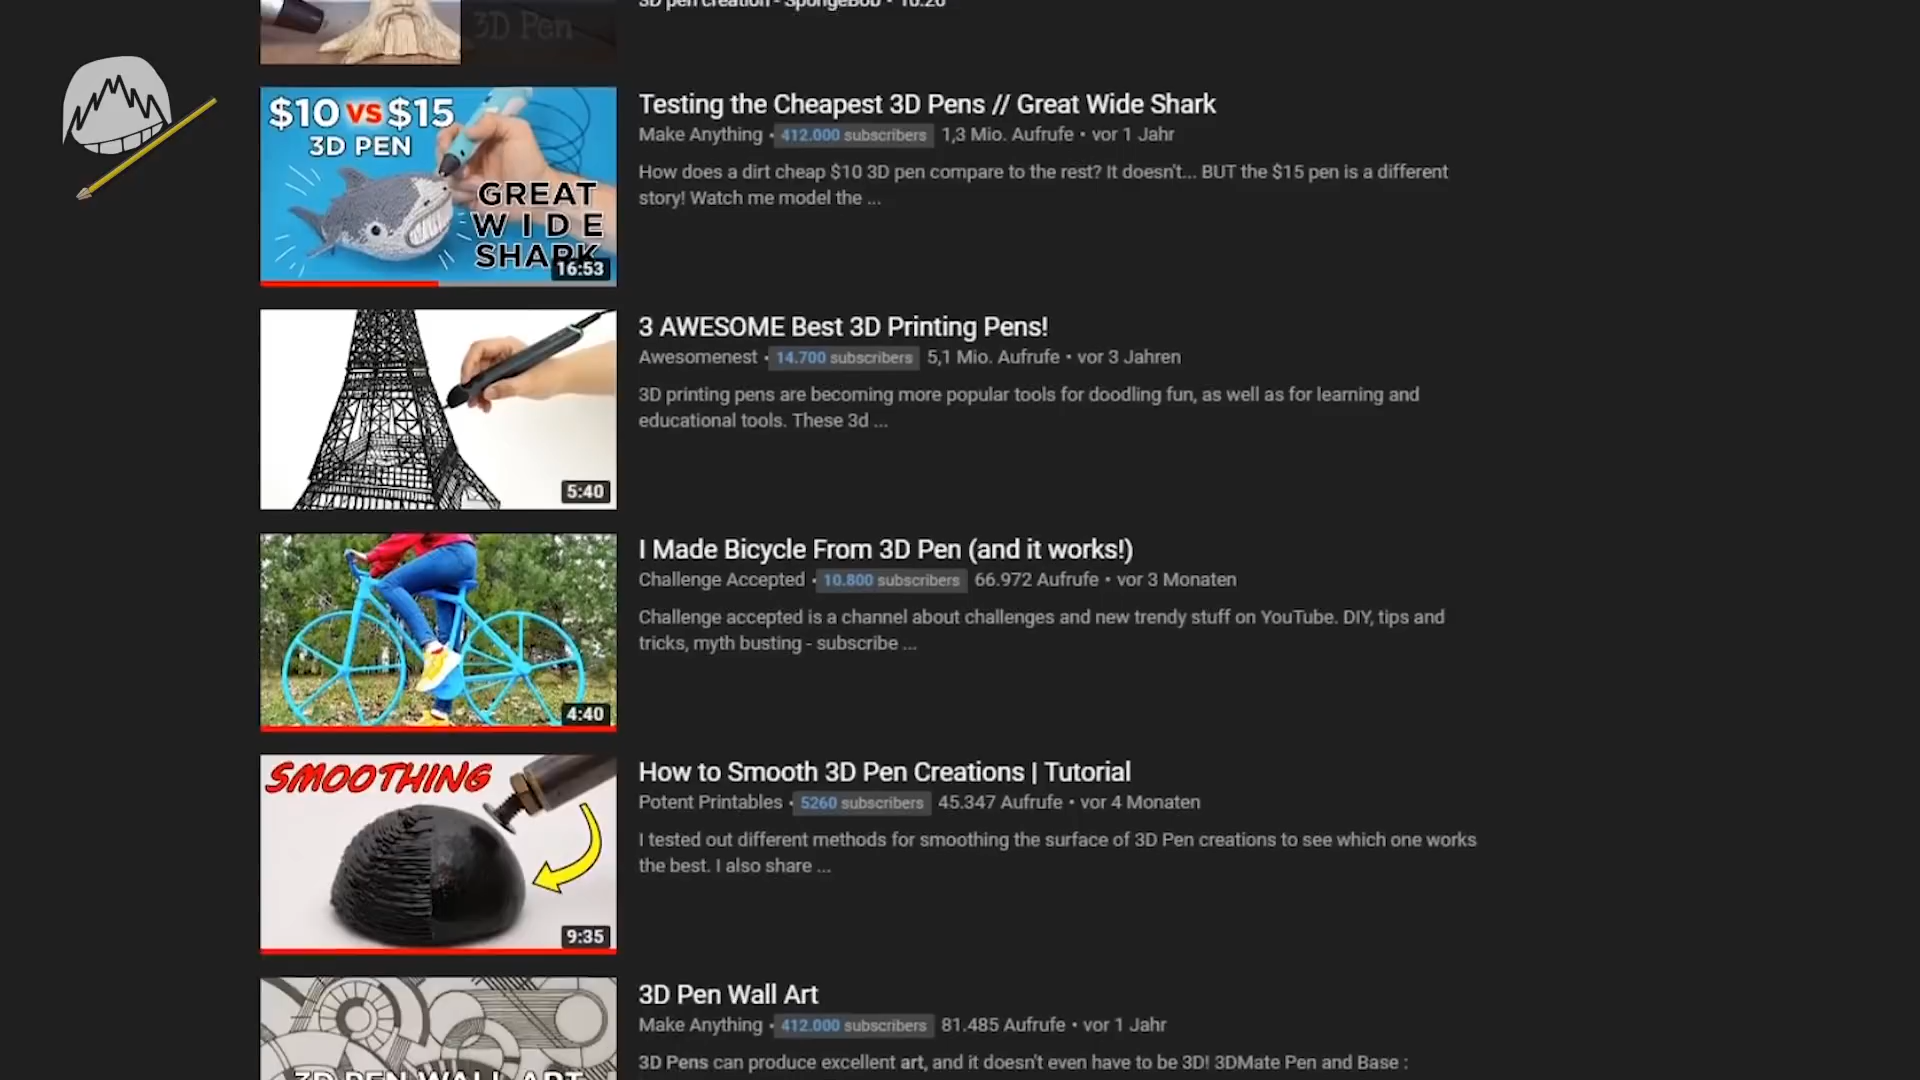 3D pen creation - SpongeBob • 10:26
3D Pen
$10 VS $15
3D PEN
GREAT
WIDE
SHARK
16:53
Testing the Cheapest 3D Pens // Great Wide Shark
Make Anything • 412.000 subscribers 1,3 Mio. Aufrufe • vor 1 Jahr
How does a dirt cheap $10 3D pen compare to the rest? It doesn't... BUT the $15 pen is a different
story! Watch me model the ...
5:40
3 AWESOME Best 3D Printing Pens!
Awesomenest • 14.700 subscribers 5,1 Mio. Aufrufe • vor 3 Jahren
3D printing pens are becoming more popular tools for doodling fun, as well as for learning and
educational tools. These 3d ...
4:40
I Made Bicycle From 3D Pen (and it works!)
Challenge Accepted • 10.800 subscribers 66.972 Aufrufe • vor 3 Monaten
Challenge accepted is a channel about challenges and new trendy stuff on YouTube. DIY, tips and
tricks, myth busting - subscribe ...
SMOOTHING
9:35
How to Smooth 3D Pen Creations | Tutorial
Potent Printables • 5260 subscribers 45.347 Aufrufe • vor 4 Monaten
I tested out different methods for smoothing the surface of 3D Pen creations to see which one works
the best. I also share ...
3D PEN WALL ART
3D Pen Wall Art
Make Anything • 412.000 subscribers 81.485 Aufrufe • vor 1 Jahr
3D Pens can produce excellent art, and it doesn't even have to be 3D! 3DMate Pen and Base :